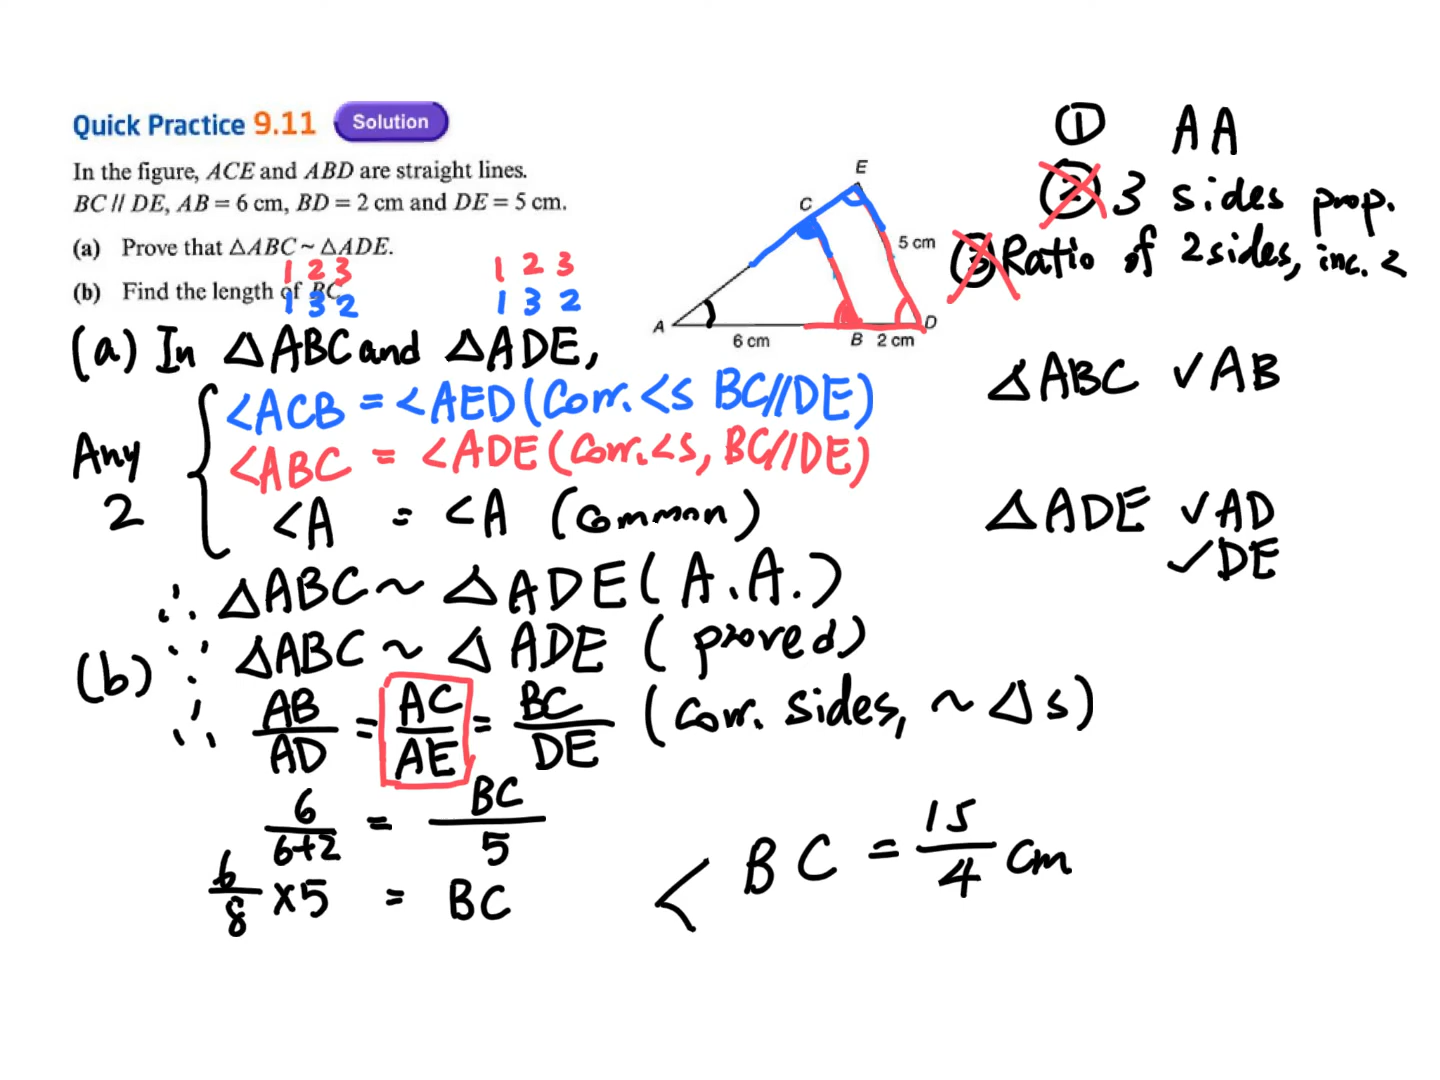 Quick Practice 9.11 Solution
In the figure, ACE and ABD are straight lines.
BC // DE, AB = 6 cm, BD = 2 cm and DE = 5 cm.
(a) Prove that △ABC ~ △ADE.
1 2 3 1 2 3
(b) Find the length of BC
1 3 2 1 3 2
E
C
5 cm
A
6 cm
B
2 cm
D
① AA
② 3 sides prop.
③ Ratio of 2 sides, inc. <
△ABC ✓AB
△ADE ✓AD
✓DE
(a) In △ABC and △ADE,
Any 2
<ACB = <AED (Corr. <s BC//DE)
<ABC = <ADE (Corr. <s, BC//DE)
<A = <A (Common)
∴ △ABC ~ △ADE (A.A.)
(b) ∵ △ABC ~ △ADE (proved)
∴ AB/AD = AC/AE = BC/DE (Corr. sides, ~ △s)
6/6+2 = BC/5
6/8 ×5 = BC
BC = 15/4 cm